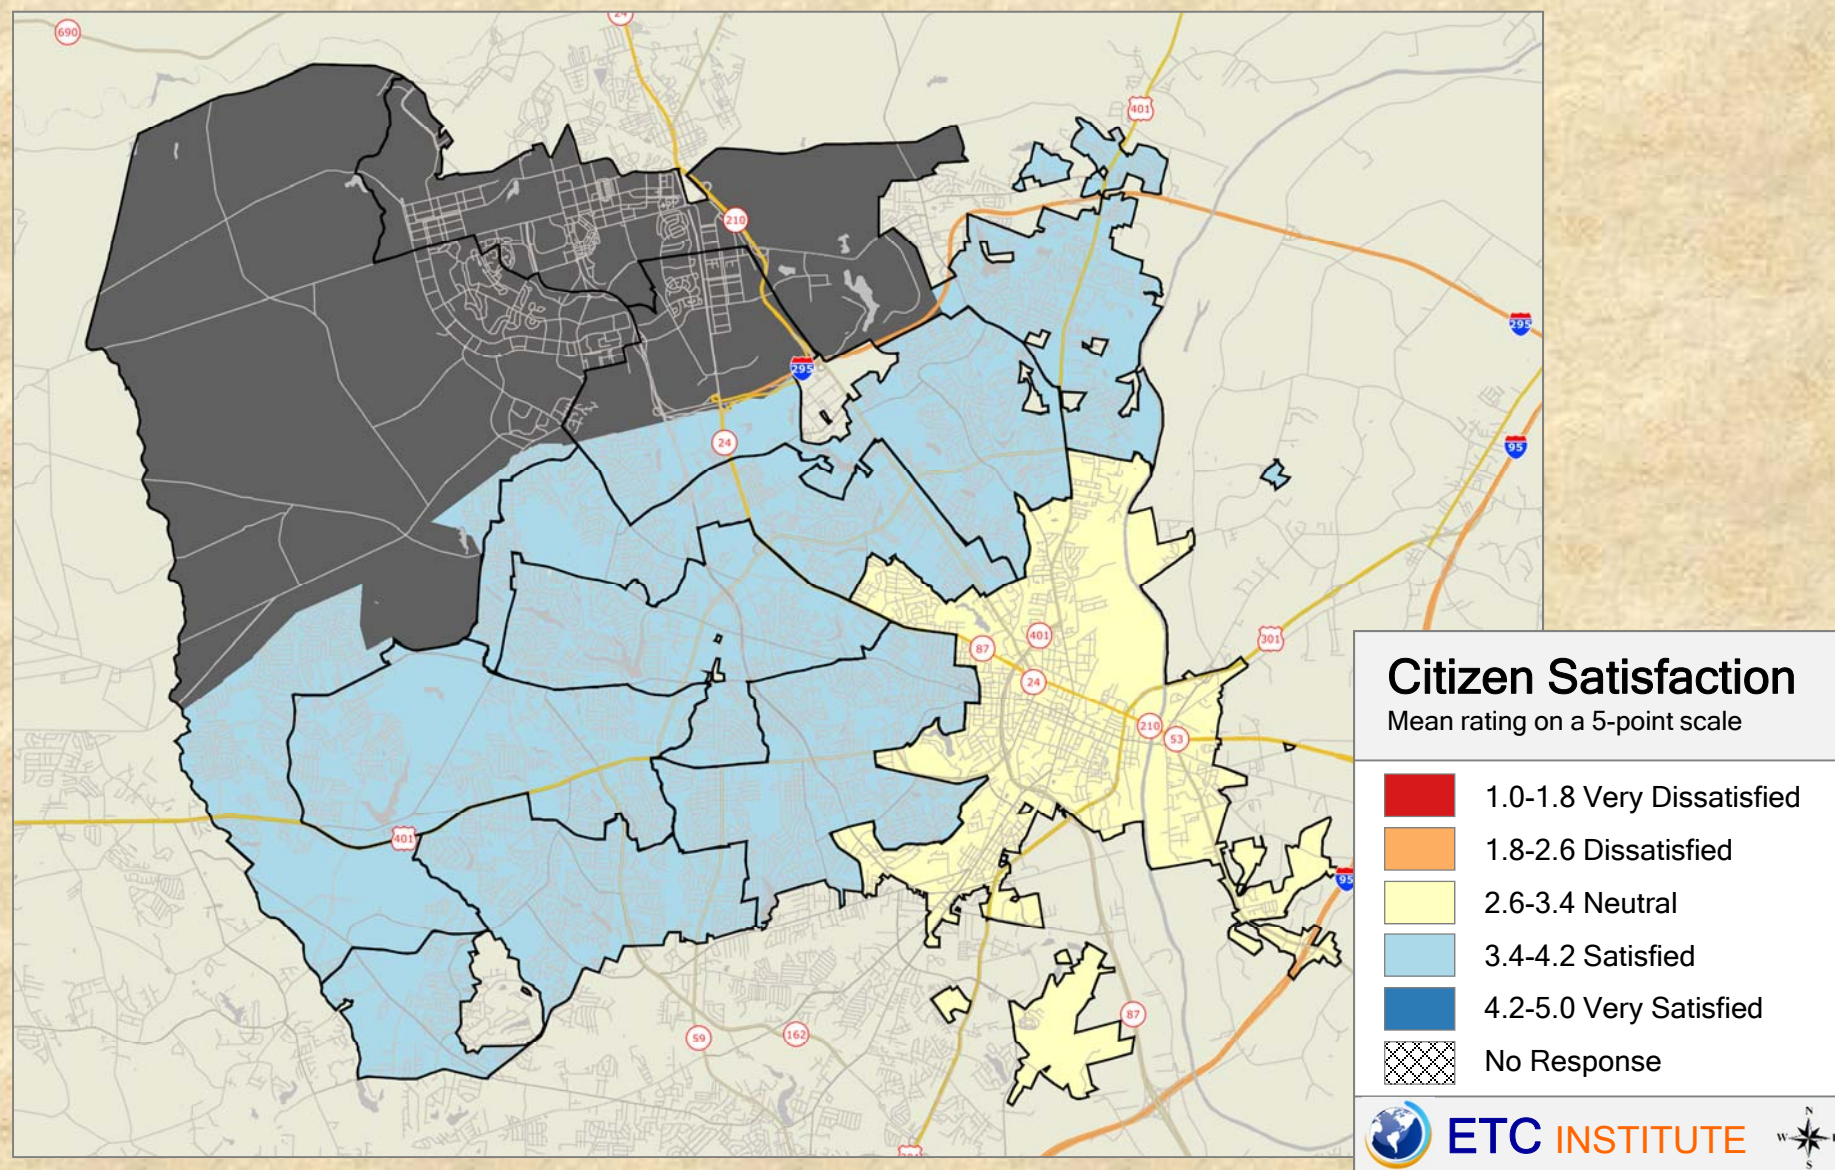 690
24
401
210
295
295
24
95
401
87
24
301
210
53
401
95
87
59
162
Citizen Satisfaction
Mean rating on a 5-point scale
1.0-1.8 Very Dissatisfied
1.8-2.6 Dissatisfied
2.6-3.4 Neutral
3.4-4.2 Satisfied
4.2-5.0 Very Satisfied
No Response
ETC INSTITUTE
N
W
S